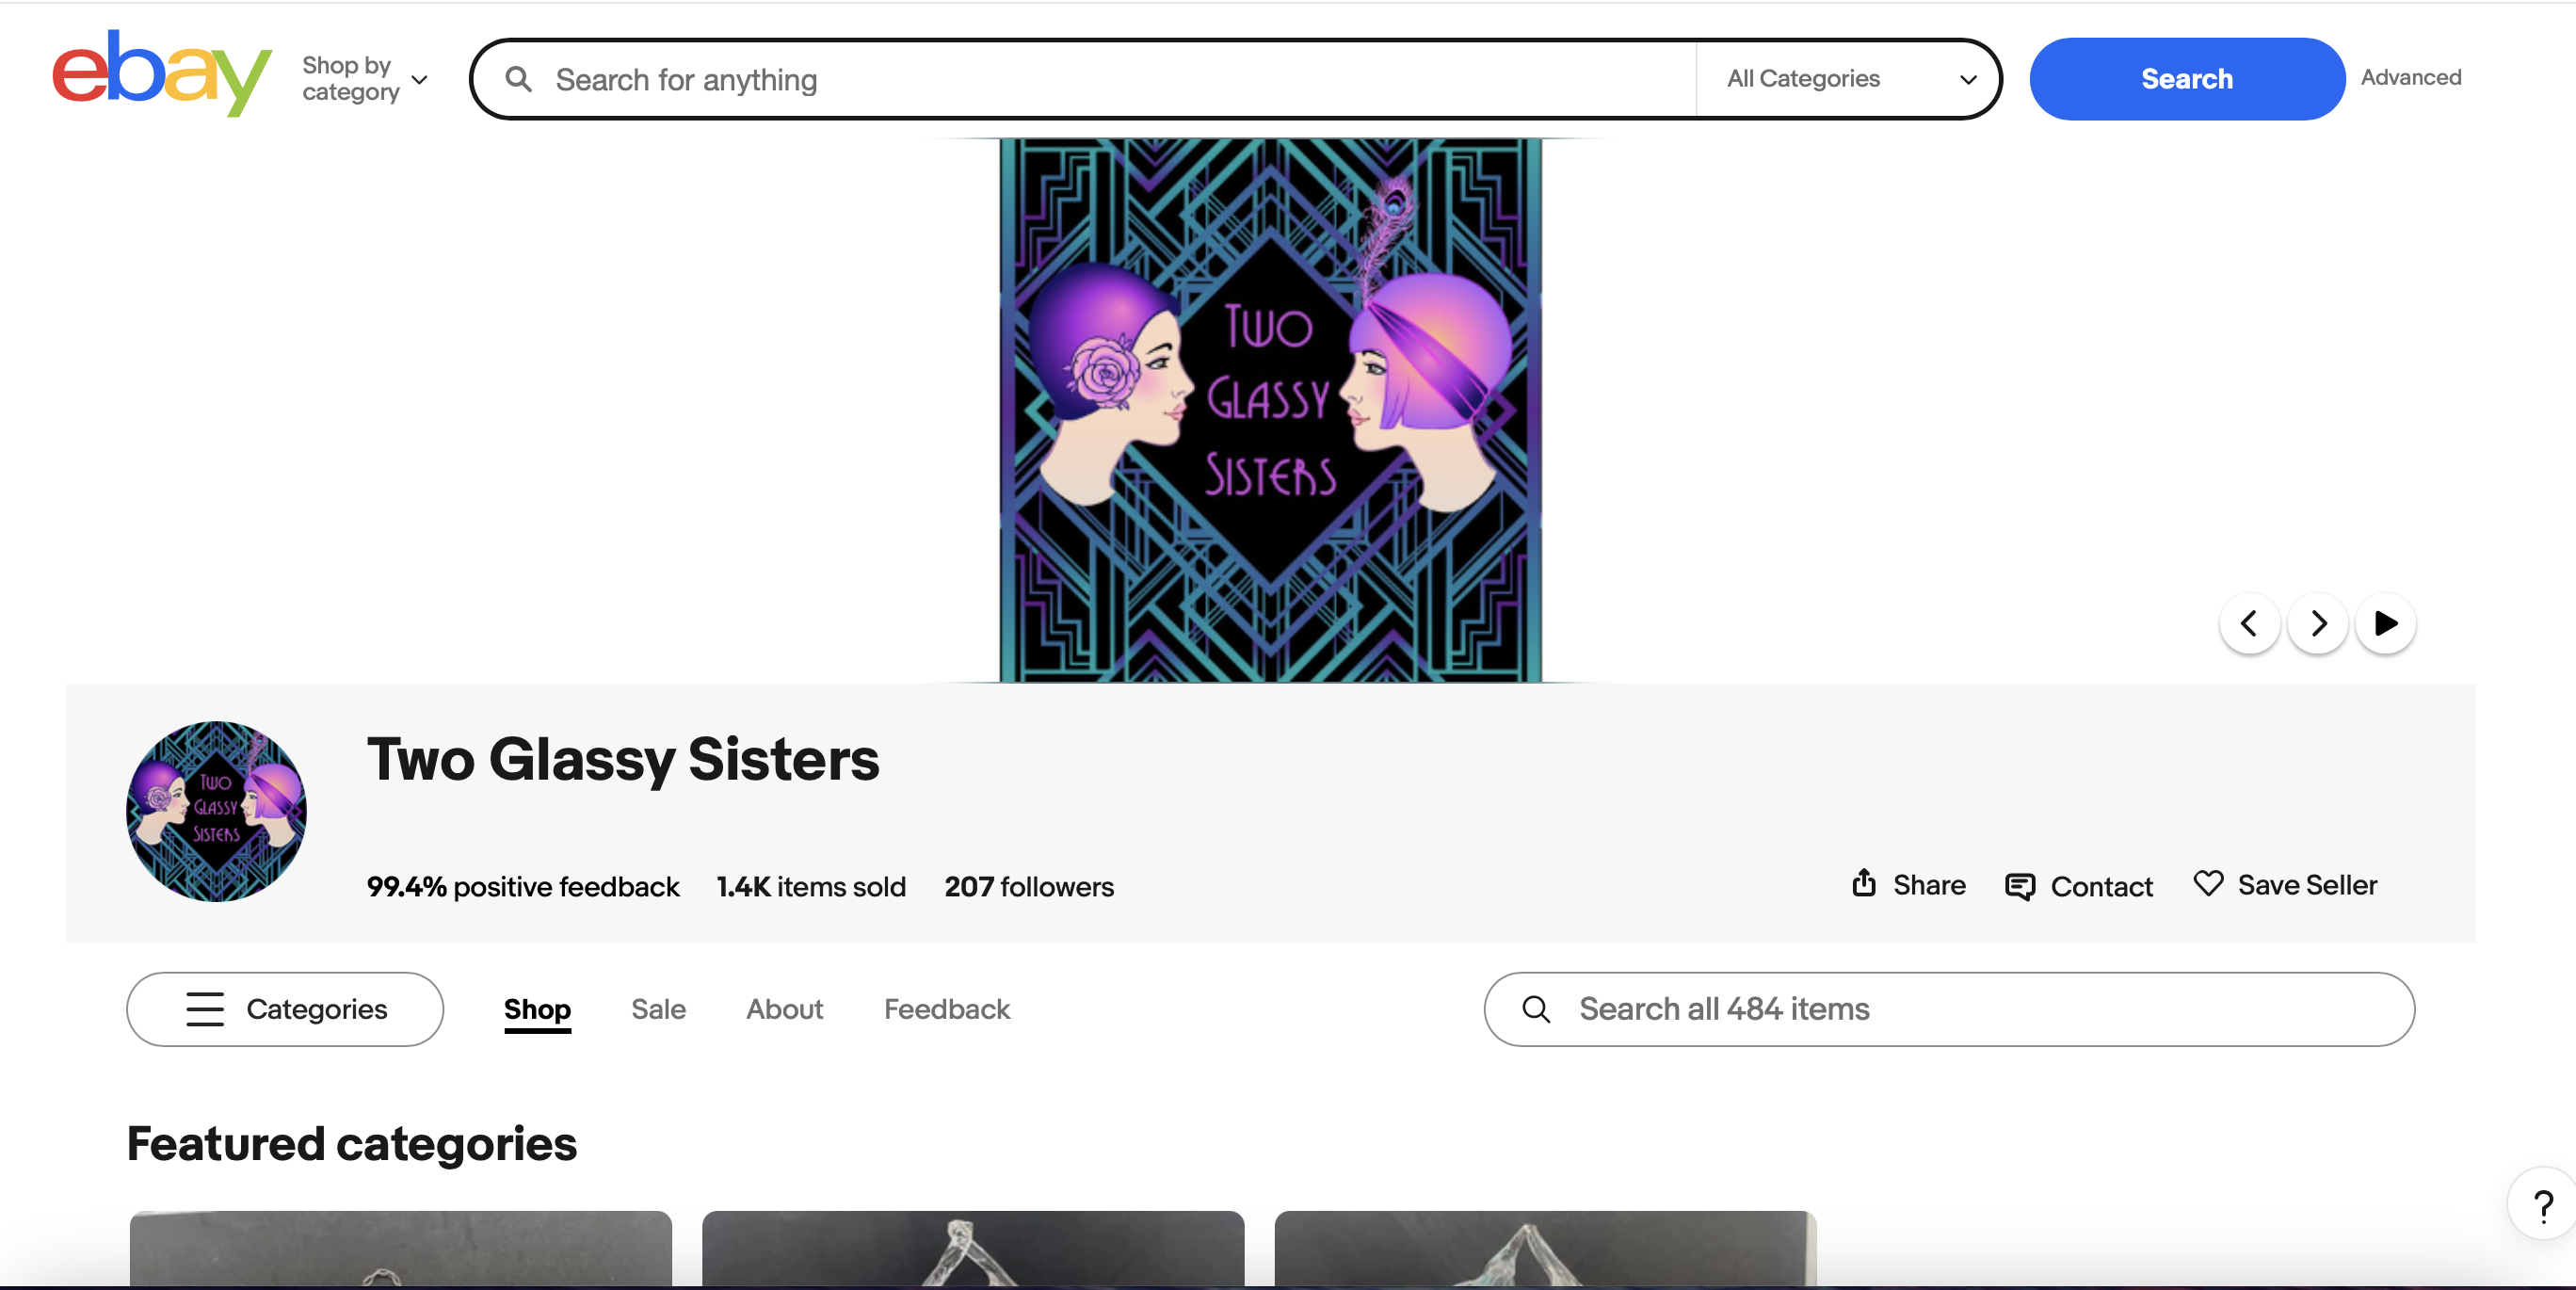 ebay
Shop by
category
Search for anything
All Categories
Search
Advanced
Two
Glassy
Sisters
Two Glassy Sisters
Two
Glassy
Sisters
99.4% positive feedback 1.4K items sold 207 followers
Share
Contact
Save Seller
Categories
Shop
Sale
About
Feedback
Search all 484 items
Featured categories
?